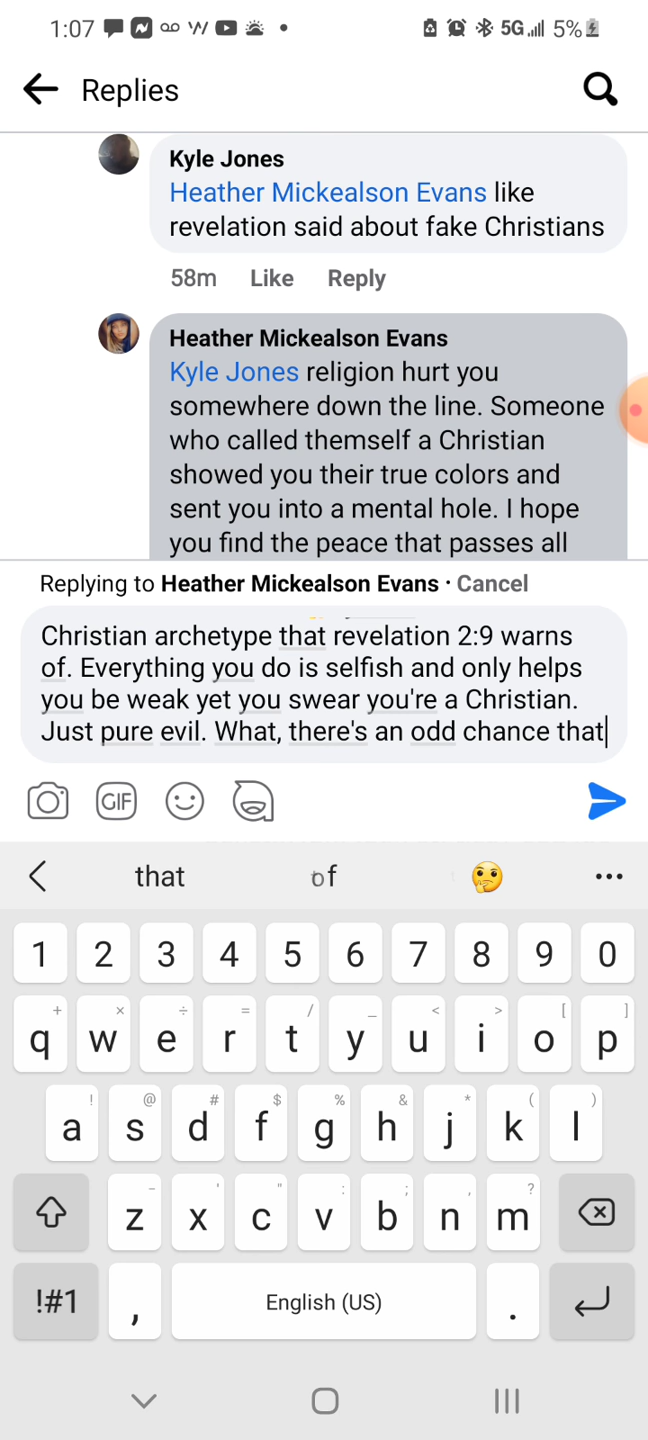 1:07 5G 5%
Replies
Kyle Jones
Heather Mickealson Evans like
revelation said about fake Christians
58m Like Reply
Heather Mickealson Evans
Kyle Jones religion hurt you
somewhere down the line. Someone
who called themself a Christian
showed you their true colors and
sent you into a mental hole. I hope
you find the peace that passes all
Replying to Heather Mickealson Evans · Cancel
Christian archetype that revelation 2:9 warns
of. Everything you do is selfish and only helps
you be weak yet you swear you're a Christian.
Just pure evil. What, there's an odd chance that
GIF
that of
1 2 3 4 5 6 7 8 9 0
+ × ÷ = / _ < > [ ]
q w e r t y u i o p
! @ # $ % & * ( )
a s d f g h j k l
- ' " : ; , ?
z x c v b n m
!#1 , English (US) .